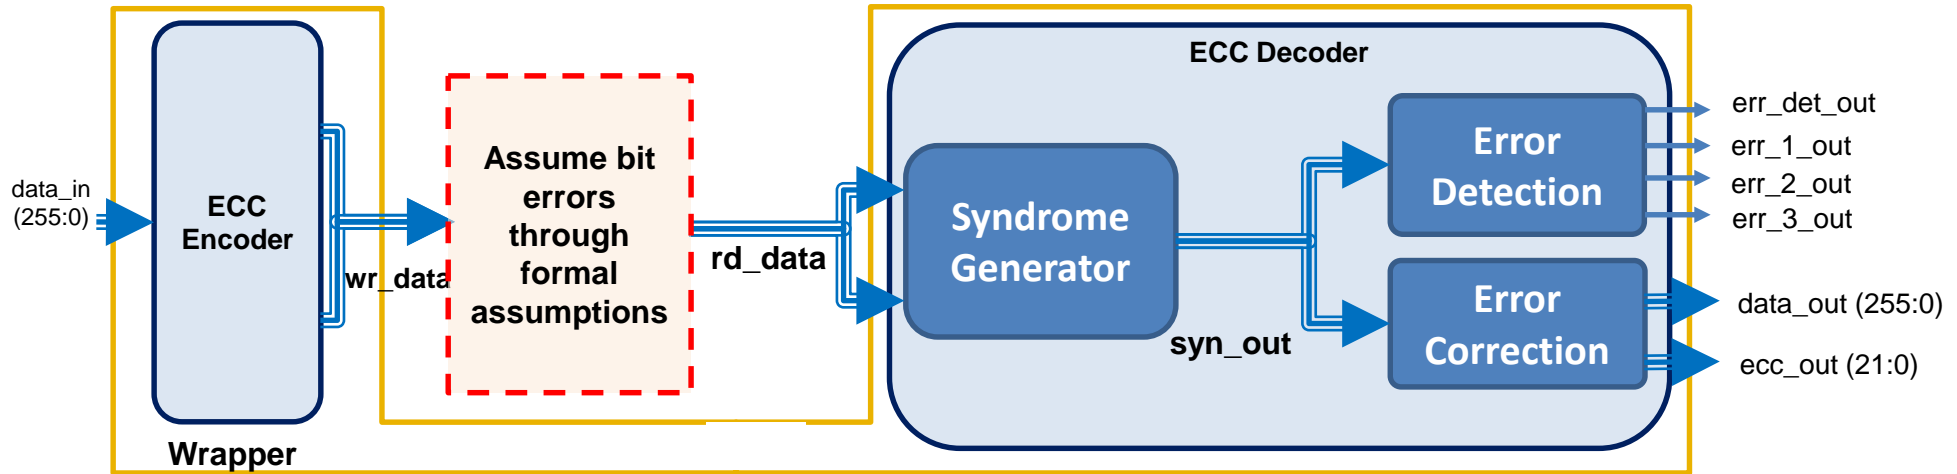 data_in
(255:0)
ECC
Encoder
Wrapper
wr_data
Assume bit
errors
through
formal
assumptions
rd_data
ECC Decoder
Syndrome
Generator
syn_out
Error
Detection
Error
Correction
err_det_out
err_1_out
err_2_out
err_3_out
data_out (255:0)
ecc_out (21:0)